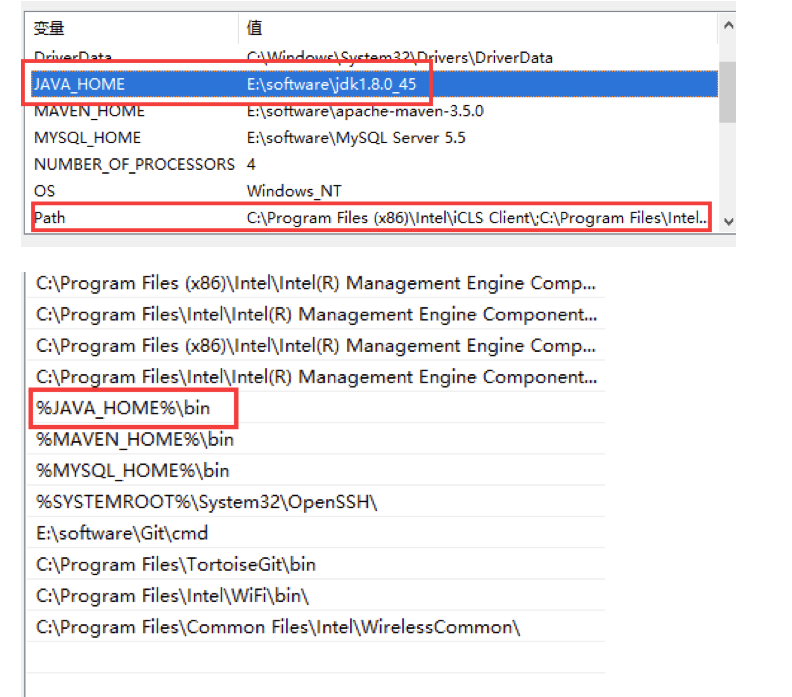 变量 值
DriverData C:\Windows\System32\Drivers\DriverData
JAVA_HOME E:\software\jdk1.8.0_45
MAVEN_HOME E:\software\apache-maven-3.5.0
MYSQL_HOME E:\software\MySQL Server 5.5
NUMBER_OF_PROCESSORS 4
OS Windows_NT
Path C:\Program Files (x86)\Intel\iCLS Client\;C:\Program Files\Intel...
C:\Program Files (x86)\Intel\Intel(R) Management Engine Comp...
C:\Program Files\Intel\Intel(R) Management Engine Component...
C:\Program Files (x86)\Intel\Intel(R) Management Engine Comp...
C:\Program Files\Intel\Intel(R) Management Engine Component...
%JAVA_HOME%\bin
%MAVEN_HOME%\bin
%MYSQL_HOME%\bin
%SYSTEMROOT%\System32\OpenSSH\
E:\software\Git\cmd
C:\Program Files\TortoiseGit\bin
C:\Program Files\Intel\WiFi\bin\
C:\Program Files\Common Files\Intel\WirelessCommon\